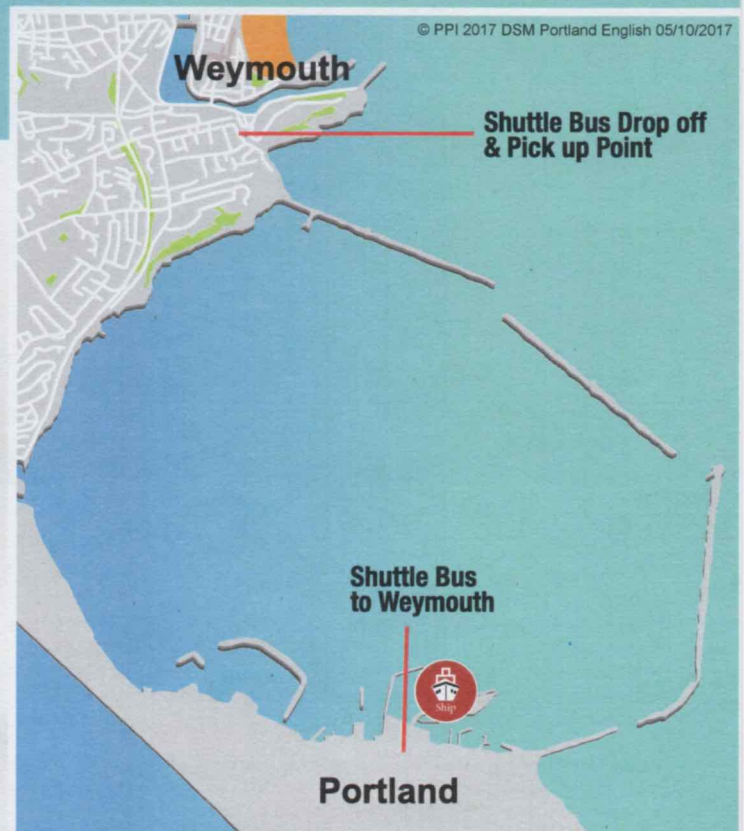 © PPI 2017 DSM Portland English 05/10/2017
Weymouth
Shuttle Bus Drop off
& Pick up Point
Shuttle Bus
to Weymouth
Ship
Portland